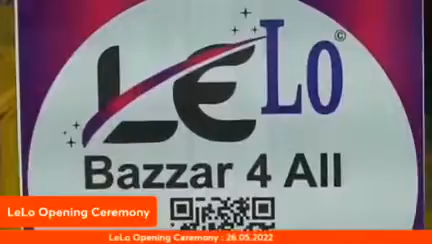 LELO ©
Bazzar 4 All
LeLo Opening Ceremony
LeLo Opening Ceremony : 26.05.2022